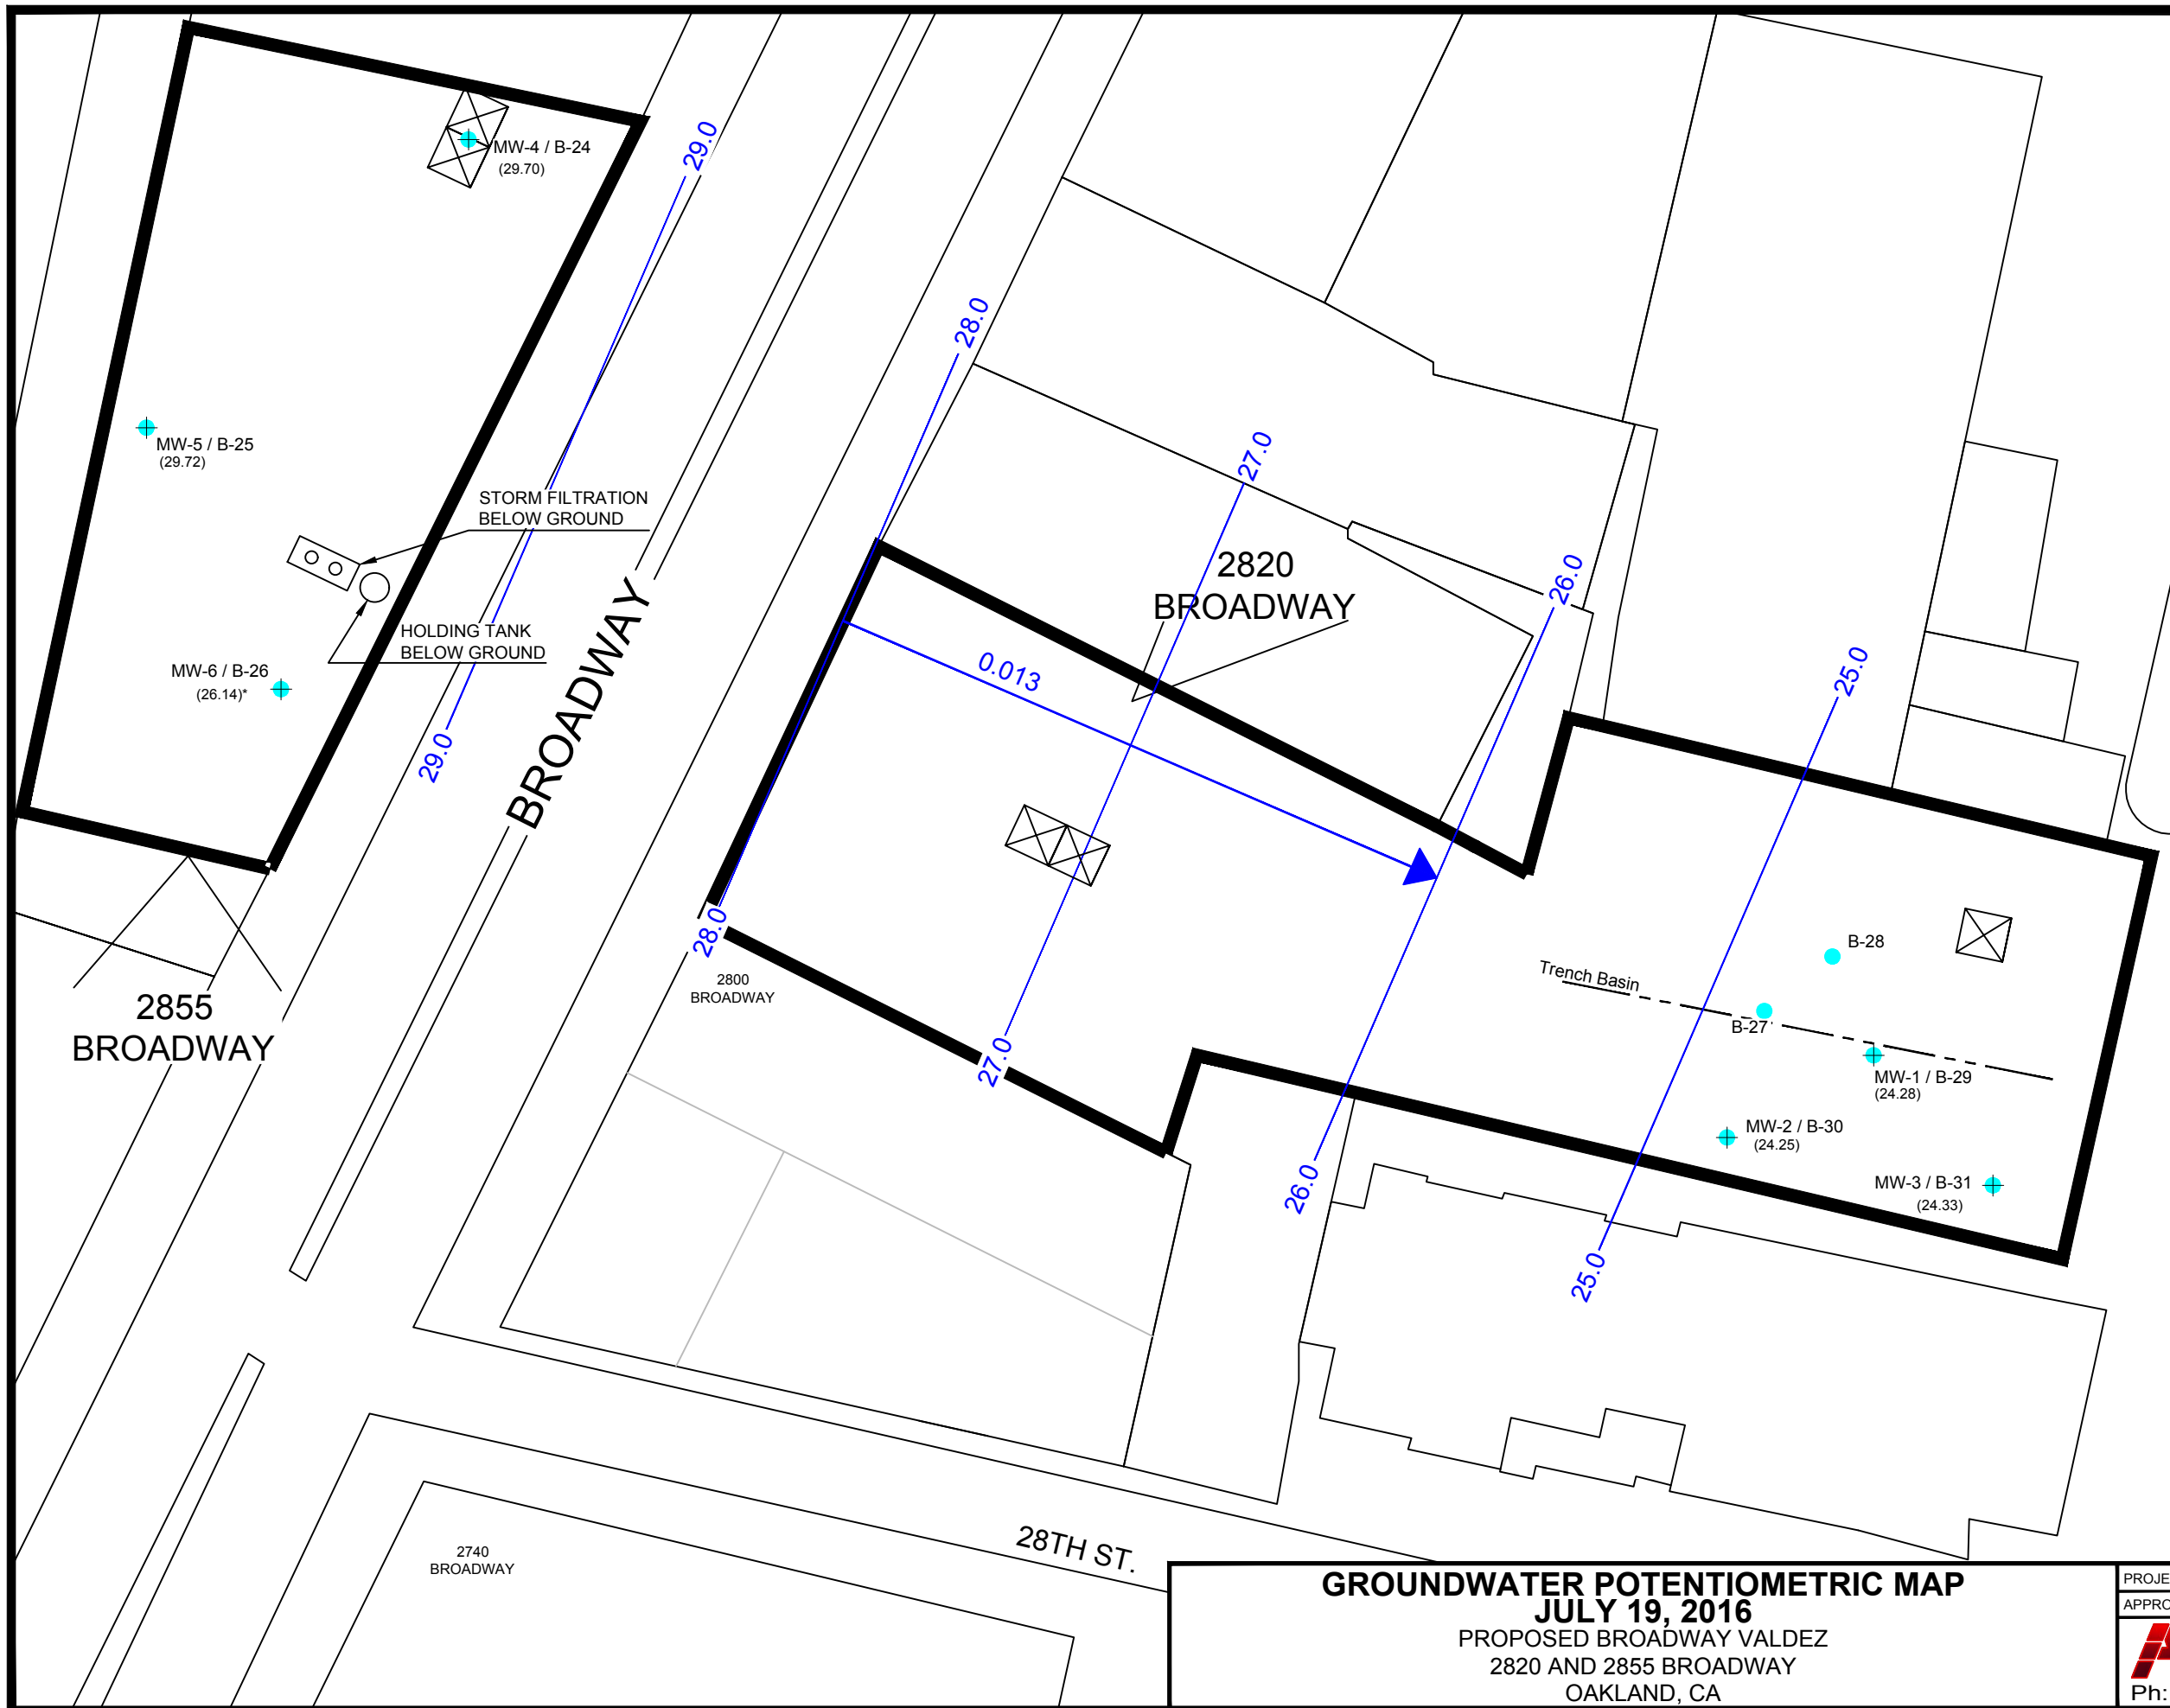 MW-4 / B-24
(29.70)
29.0
28.0
MW-5 / B-25
(29.72)
27.0
STORM FILTRATION
BELOW GROUND
2820
BROADWAY
26.0
HOLDING TANK
BELOW GROUND
MW-6 / B-26
(26.14)*
0.013
25.0
29.0
BROADWAY
28.0
B-28
2800
BROADWAY
Trench Basin
2855
BROADWAY
B-27
27.0
MW-1 / B-29
(24.28)
MW-2 / B-30
(24.25)
26.0
MW-3 / B-31
(24.33)
25.0
28TH ST.
2740
BROADWAY
GROUNDWATER POTENTIOMETRIC MAP
JULY 19, 2016
PROPOSED BROADWAY VALDEZ
2820 AND 2855 BROADWAY
OAKLAND, CA
PROJE
APPRO
Ph: